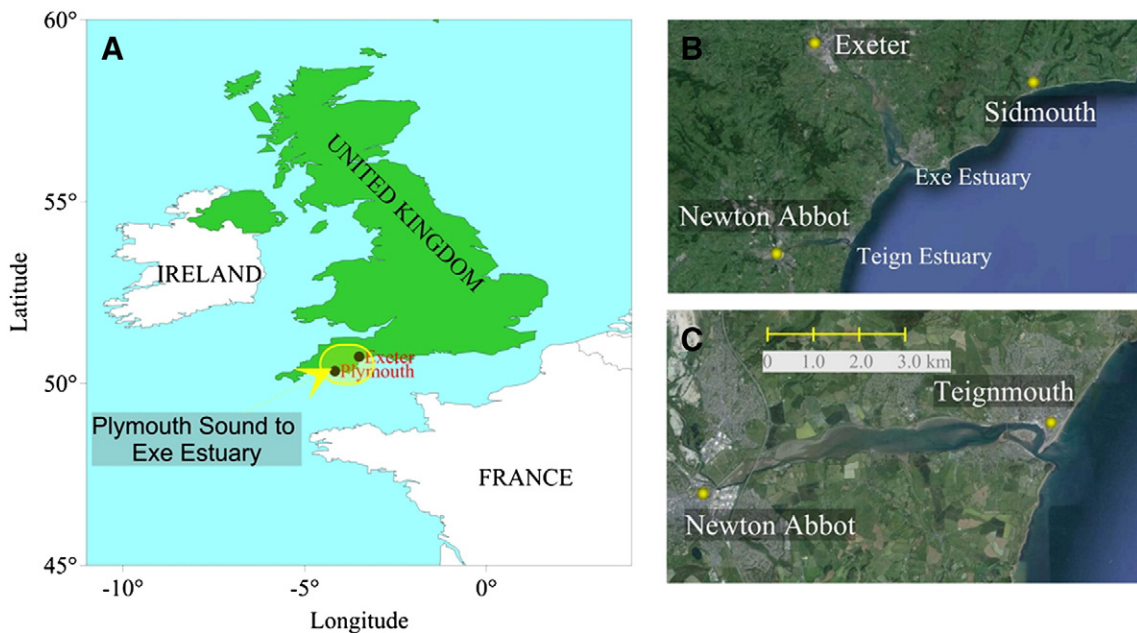 A
60°
55°
50°
45°
Latitude
-10°
-5°
0°
Longitude
UNITED KINGDOM
IRELAND
Exeter
Plymouth
Plymouth Sound to
Exe Estuary
FRANCE
B
Exeter
Sidmouth
Exe Estuary
Newton Abbot
Teign Estuary
C
0 1.0 2.0 3.0 km
Teignmouth
Newton Abbot